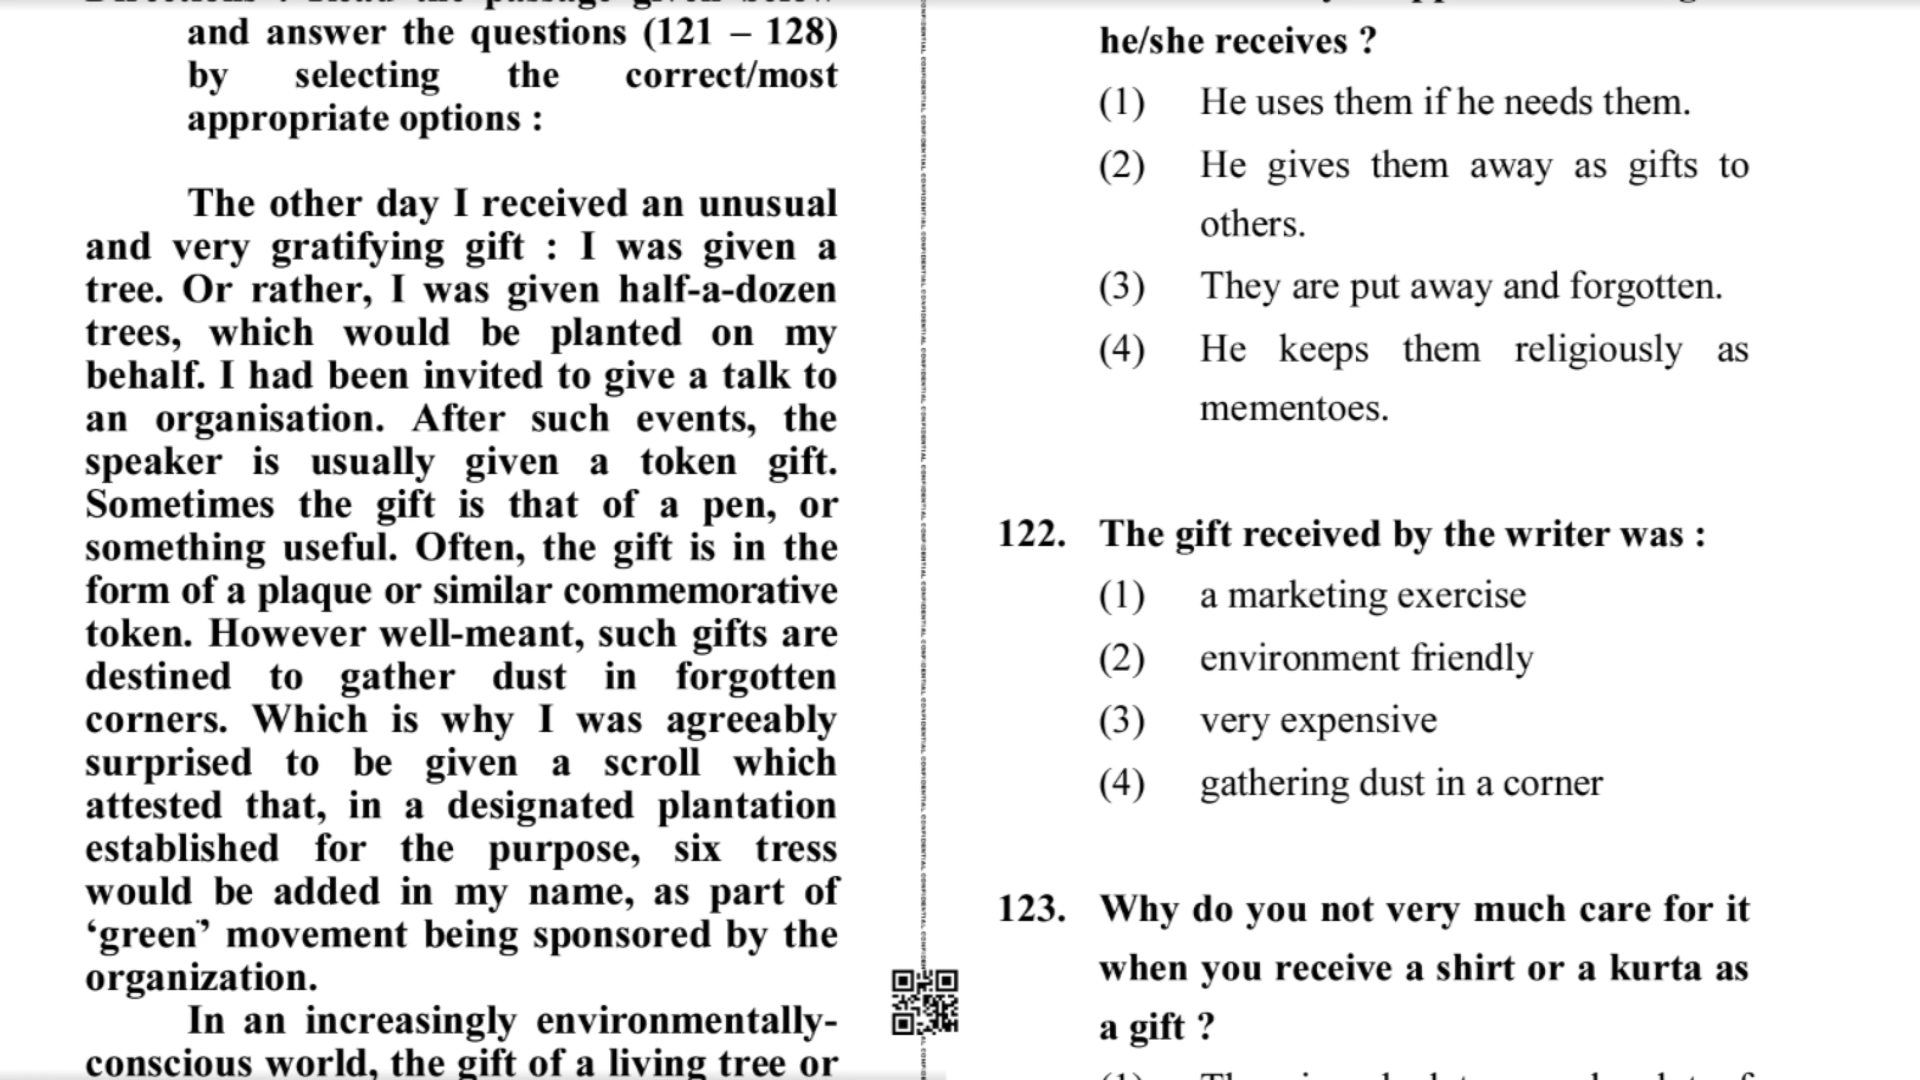 and answer the questions (121 – 128)
by selecting the correct/most
appropriate options :
The other day I received an unusual
and very gratifying gift : I was given a
tree. Or rather, I was given half-a-dozen
trees, which would be planted on my
behalf. I had been invited to give a talk to
an organisation. After such events, the
speaker is usually given a token gift.
Sometimes the gift is that of a pen, or
something useful. Often, the gift is in the
form of a plaque or similar commemorative
token. However well-meant, such gifts are
destined to gather dust in forgotten
corners. Which is why I was agreeably
surprised to be given a scroll which
attested that, in a designated plantation
established for the purpose, six tress
would be added in my name, as part of
‘green’ movement being sponsored by the
organization.
In an increasingly environmentally-
conscious world, the gift of a living tree or
he/she receives ?
(1) He uses them if he needs them.
(2) He gives them away as gifts to
others.
(3) They are put away and forgotten.
(4) He keeps them religiously as
mementoes.
122. The gift received by the writer was :
(1) a marketing exercise
(2) environment friendly
(3) very expensive
(4) gathering dust in a corner
123. Why do you not very much care for it
when you receive a shirt or a kurta as
a gift ?